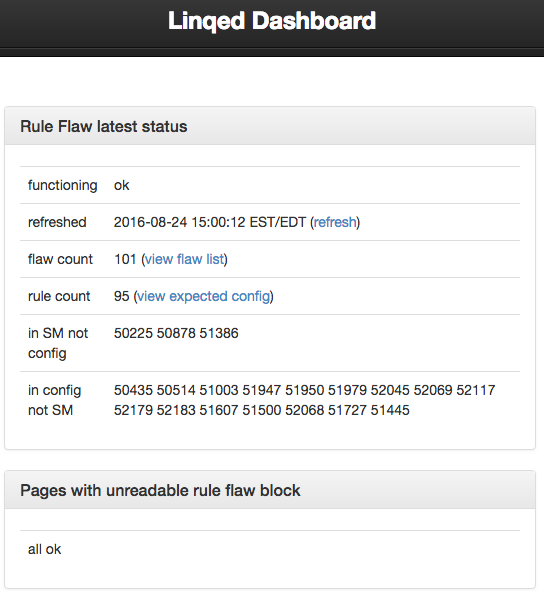 Linqed Dashboard
Rule Flaw latest status
functioning ok
refreshed 2016-08-24 15:00:12 EST/EDT (refresh)
flaw count 101 (view flaw list)
rule count 95 (view expected config)
in SM not 50225 50878 51386
config
in config 50435 50514 51003 51947 51950 51979 52045 52069 52117
not SM 52179 52183 51607 51500 52068 51727 51445
Pages with unreadable rule flaw block
all ok